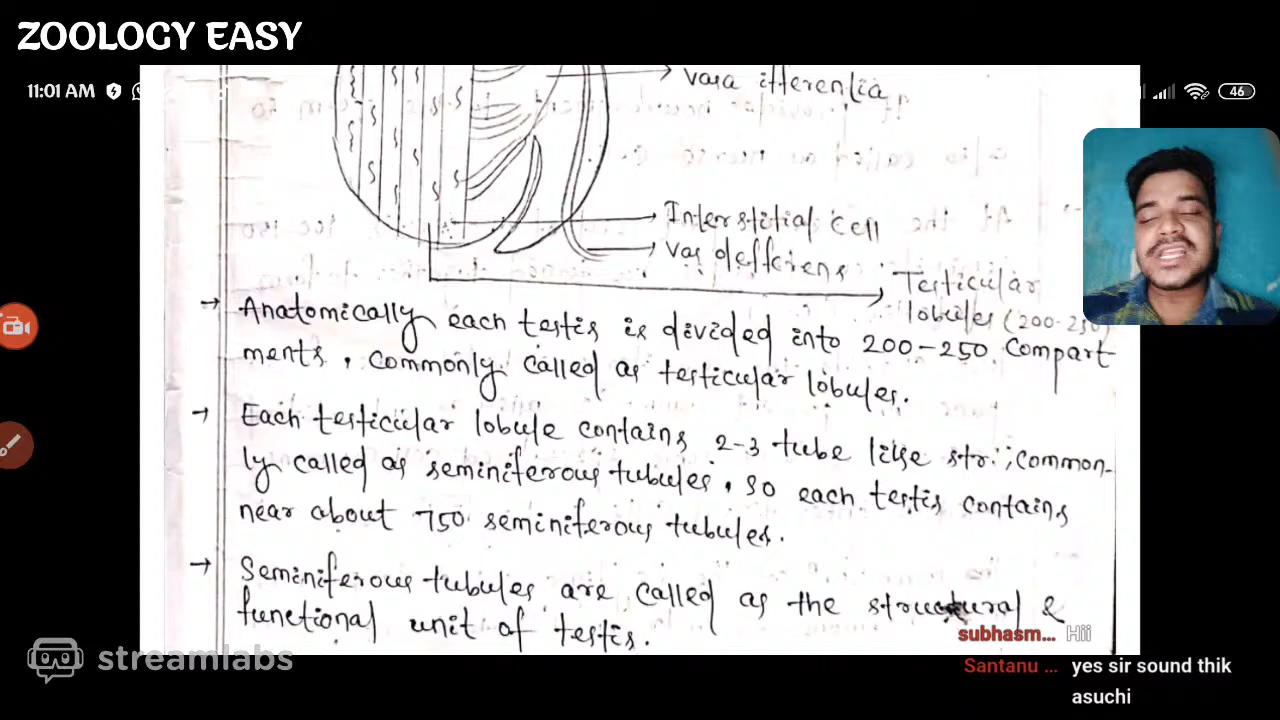 ZOOLOGY EASY
11:01 AM
46
vasa ifferentia
Interstitial cell
Vas defferens
Testicular
lobules (200-250)
→ Anatomically each testis is divided into 200-250 compart
ments, commonly called as testicular lobules.
→ Each testicular lobule contains 2-3 tube like str., common-
ly called as seminiferous tubules, so each testis contains
near about 750 seminiferous tubules.
→ Seminiferous tubules are called as the structural &
functional unit of testis.
subhasm... Hii
Santanu ... yes sir sound thik
asuchi
streamlabs